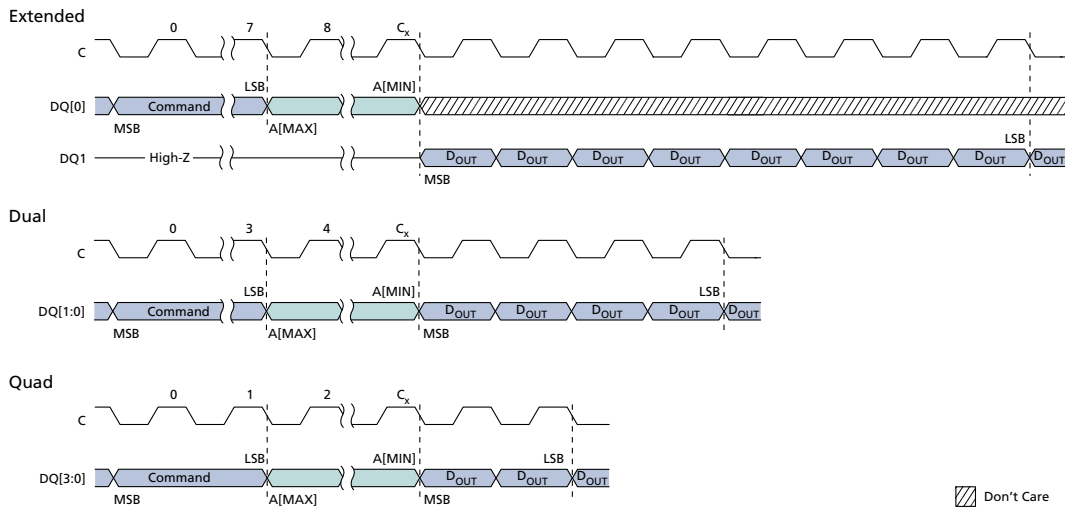 Extended
0 7 8 Cx
C
LSB A[MIN]
DQ[0] Command
MSB A[MAX]
LSB
DQ1 High-Z DOUT DOUT DOUT DOUT DOUT DOUT DOUT DOUT DOUT
MSB
Dual
0 3 4 Cx
C
LSB A[MIN] LSB
DQ[1:0] Command DOUT DOUT DOUT DOUT DOUT
MSB A[MAX] MSB
Quad
0 1 2 Cx
C
LSB A[MIN] LSB
DQ[3:0] Command DOUT DOUT DOUT
MSB A[MAX] MSB
Don’t Care